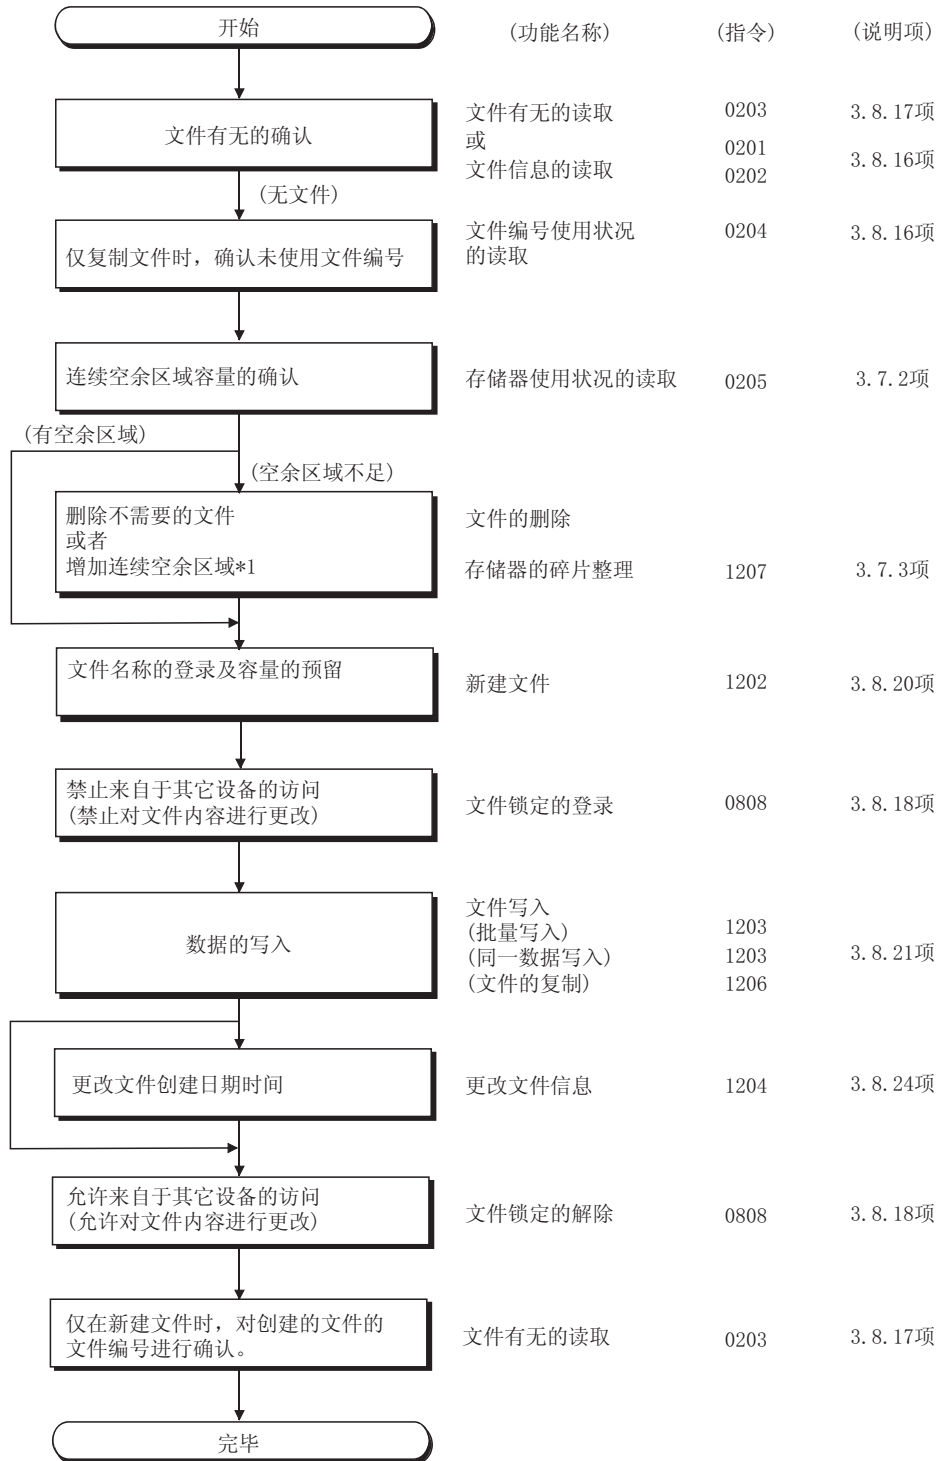 开始 (功能名称) (指令) (说明项)
文件有无的确认
文件有无的读取 0203 3.8.17项
或
文件信息的读取 0201 0202 3.8.16项
(无文件)
仅复制文件时，确认未使用文件编号
文件编号使用状况 0204 3.8.16项
的读取
连续空余区域容量的确认 存储器使用状况的读取 0205 3.7.2项
(有空余区域)
(空余区域不足)
删除不需要的文件 文件的删除
或者
增加连续空余区域*1 存储器的碎片整理 1207 3.7.3项
文件名称的登录及容量的预留 新建文件 1202 3.8.20项
禁止来自于其它设备的访问
(禁止对文件内容进行更改) 文件锁定的登录 0808 3.8.18项
数据的写入
文件写入
(批量写入) 1203
(同一数据写入) 1203 3.8.21项
(文件的复制) 1206
更改文件创建日期时间 更改文件信息 1204 3.8.24项
允许来自于其它设备的访问
(允许对文件内容进行更改) 文件锁定的解除 0808 3.8.18项
仅在新建文件时，对创建的文件的
文件编号进行确认。 文件有无的读取 0203 3.8.17项
完毕